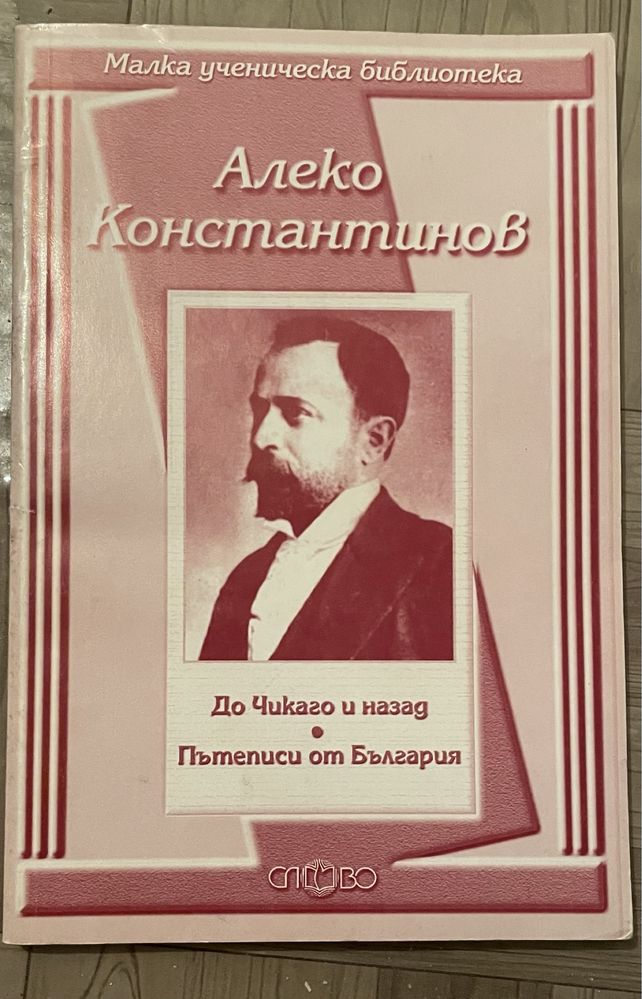 Малка ученическа библиотека
Алеко
Константинов
До Чикаго и назад
•
Пътеписи от България
СЛОВО